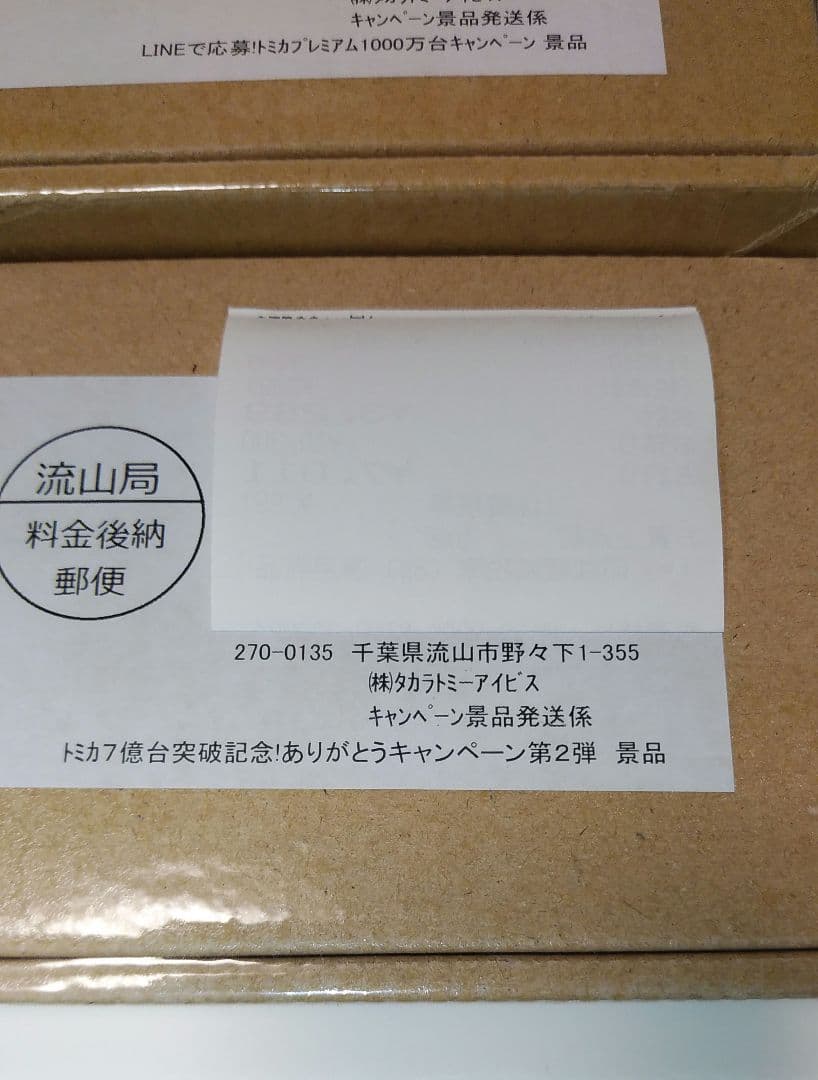 キャンペーン景品発送係
LINEで応募!トミカプレミアム1000万台キャンペーン 景品
流山局
料金後納
郵便
270-0135 千葉県流山市野々下1-355
㈱タカラトミーアイビス
キャンペーン景品発送係
トミカ7億台突破記念!ありがとうキャンペーン第2弾 景品